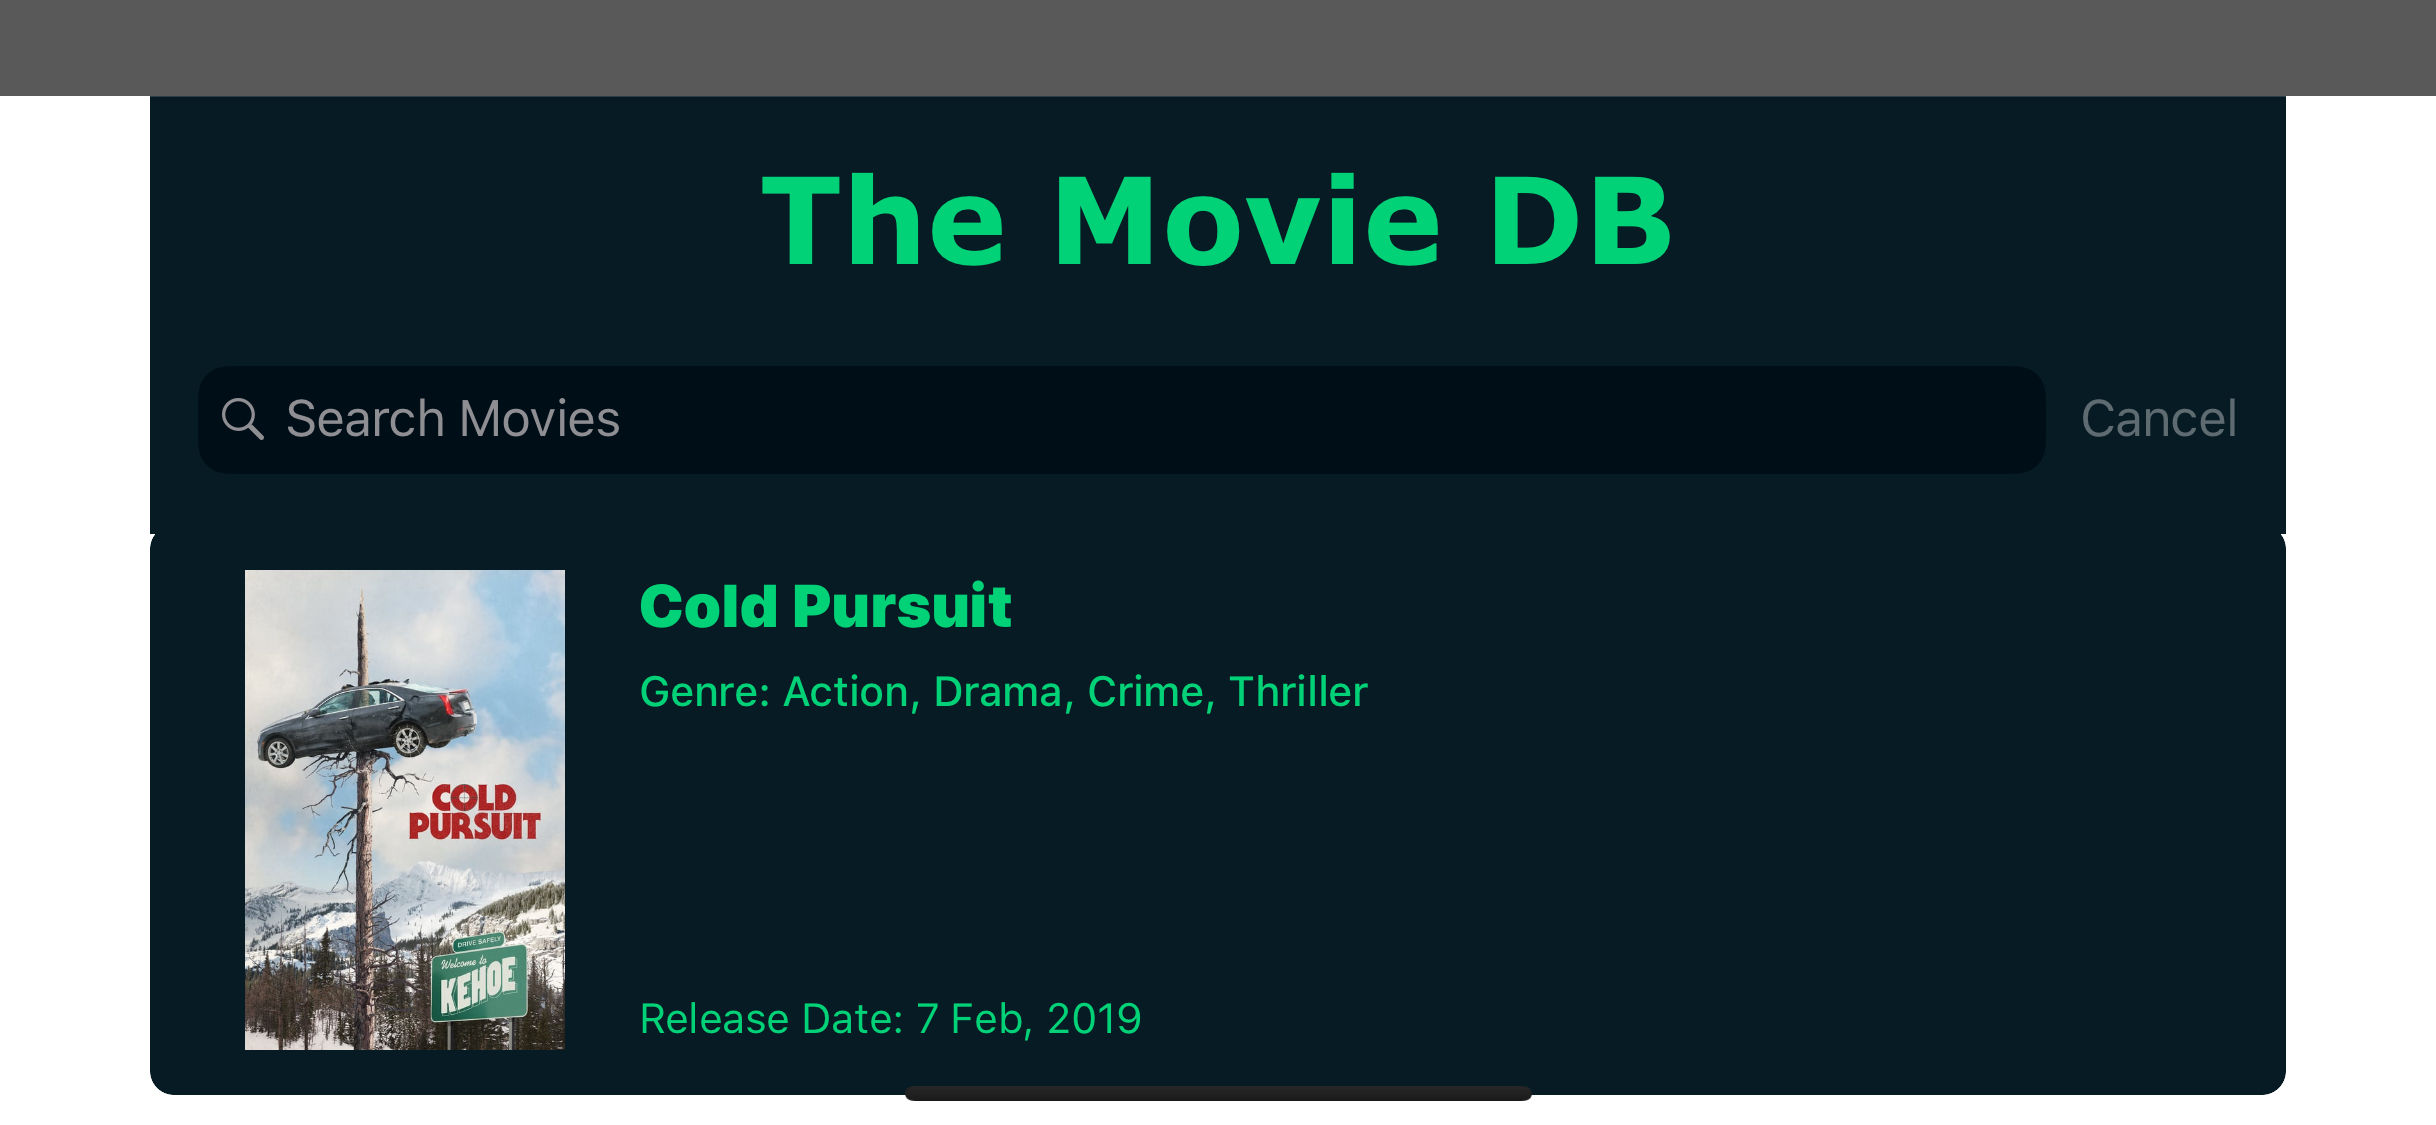 The Movie DB
Search Movies
Cancel
Cold Pursuit
Genre: Action, Drama, Crime, Thriller
COLD
PURSUIT
DRIVE SAFELY
Welcome to
KEHOE
Release Date: 7 Feb, 2019